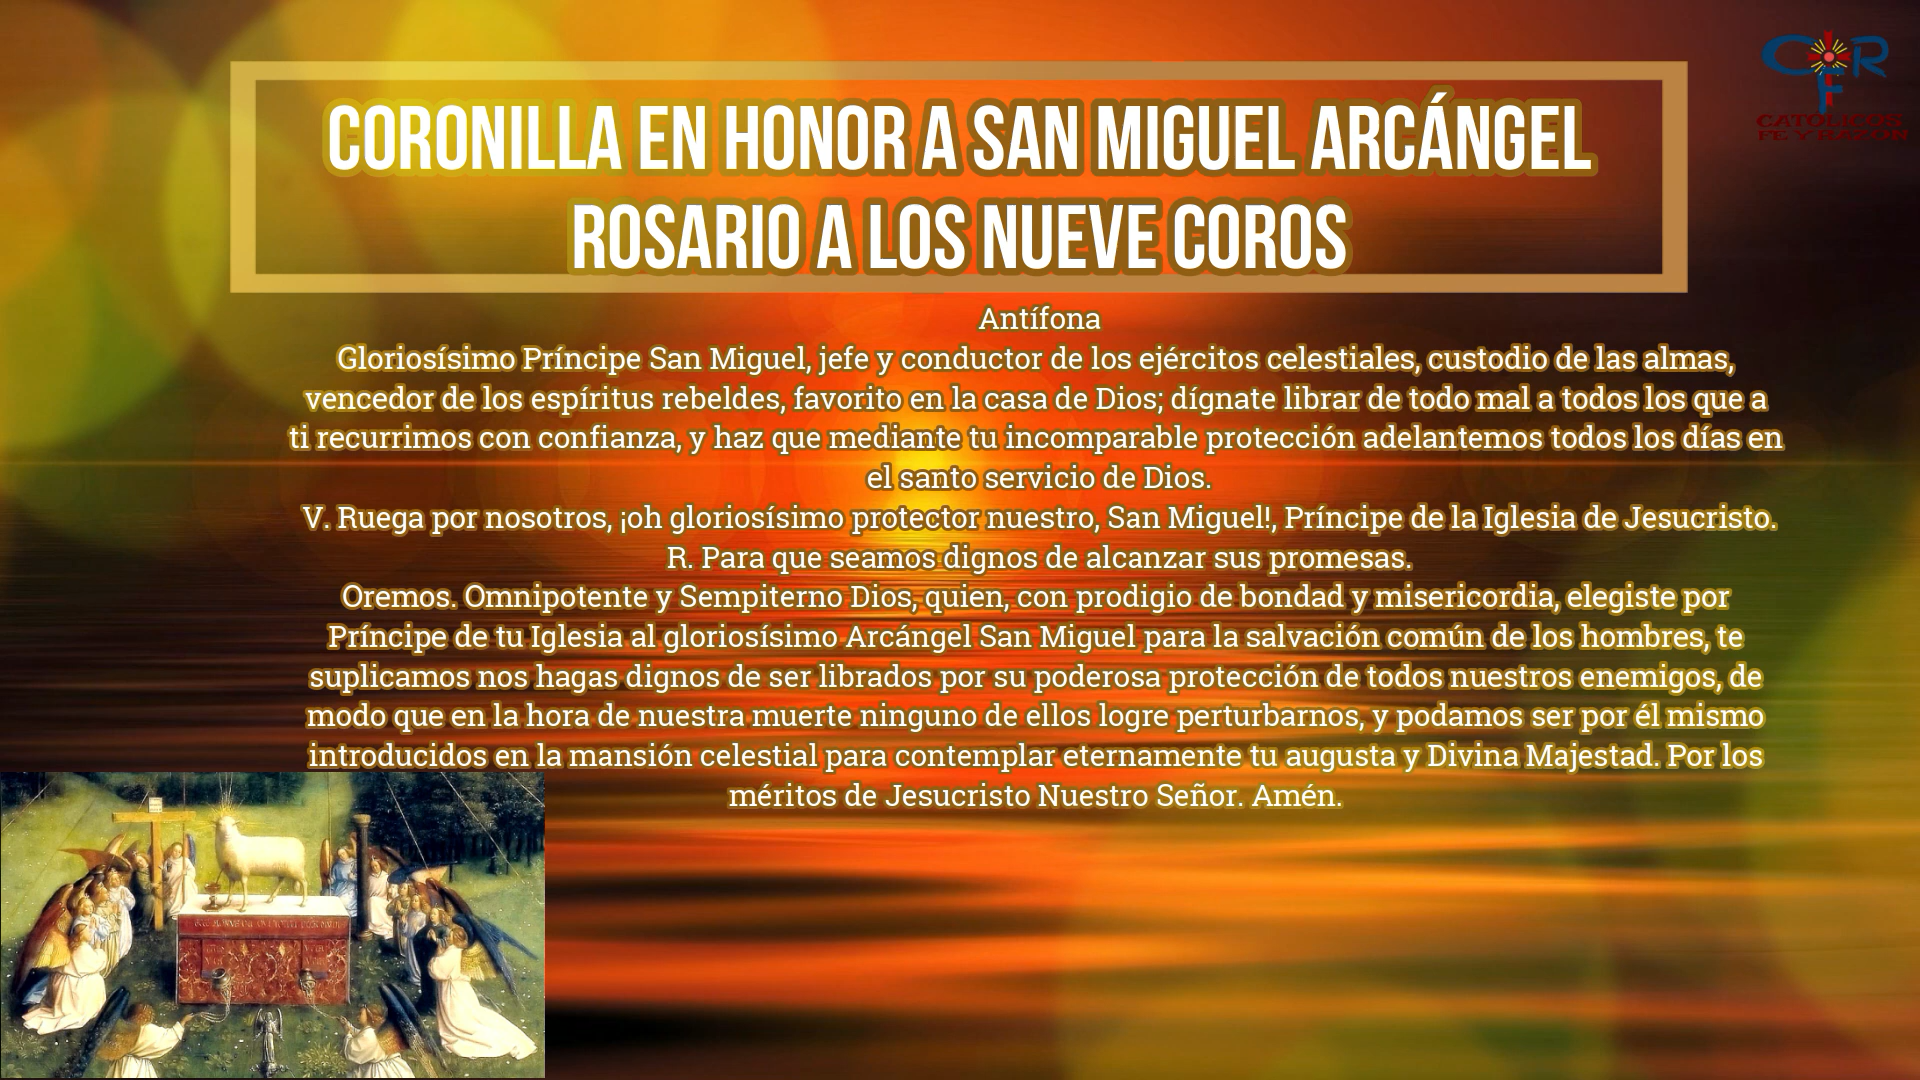 CORONILLA EN HONOR A SAN MIGUEL ARCÁNGEL
ROSARIO A LOS NUEVE COROS
CFR
CATÓLICOS
FE Y RAZÓN
Antífona
Gloriosísimo Príncipe San Miguel, jefe y conductor de los ejércitos celestiales, custodio de las almas,
vencedor de los espíritus rebeldes, favorito en la casa de Dios; dígnate librar de todo mal a todos los que a
ti recurrimos con confianza, y haz que mediante tu incomparable protección adelantemos todos los días en
el santo servicio de Dios.
V. Ruega por nosotros, ¡oh gloriosísimo protector nuestro, San Miguel!, Príncipe de la Iglesia de Jesucristo.
R. Para que seamos dignos de alcanzar sus promesas.
Oremos. Omnipotente y Sempiterno Dios, quien, con prodigio de bondad y misericordia, elegiste por
Príncipe de tu Iglesia al gloriosísimo Arcángel San Miguel para la salvación común de los hombres, te
suplicamos nos hagas dignos de ser librados por su poderosa protección de todos nuestros enemigos, de
modo que en la hora de nuestra muerte ninguno de ellos logre perturbarnos, y podamos ser por él mismo
introducidos en la mansión celestial para contemplar eternamente tu augusta y Divina Majestad. Por los
méritos de Jesucristo Nuestro Señor. Amén.